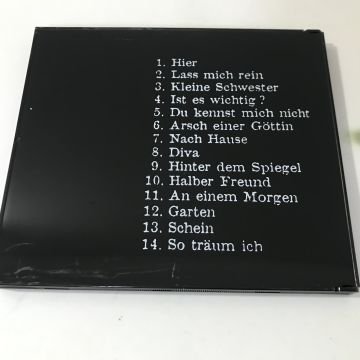 1. Hier
2. Lass mich rein
3. Kleine Schwester
4. Ist es wichtig?
5. Du kennst mich nicht
6. Arsch einer Göttin
7. Nach Hause
8. Diva
9. Hinter dem Spiegel
10. Halber Freund
11. An einem Morgen
12. Garten
13. Schein
14. So träum ich